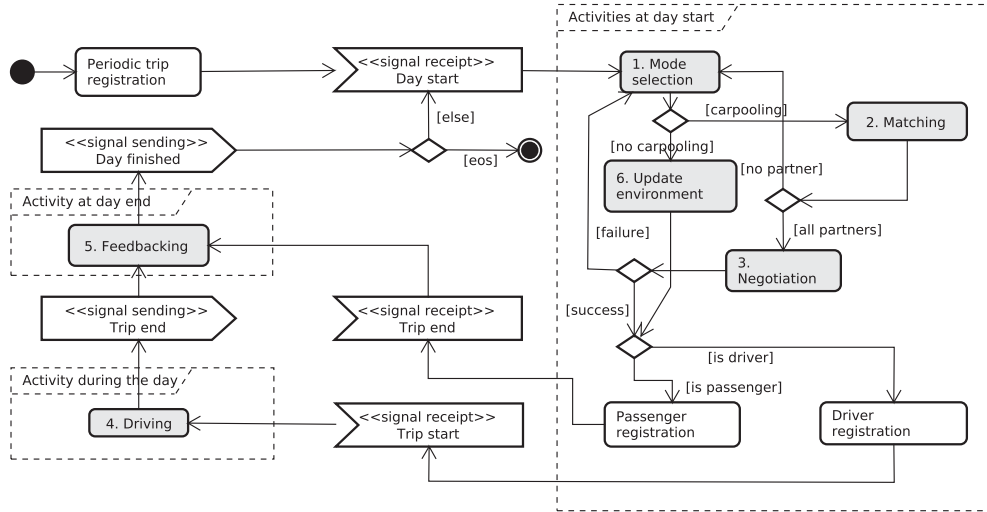 Activities at day start
Periodic trip
registration
<<signal receipt>>
Day start
1. Mode
selection
[carpooling]
2. Matching
[else]
<<signal sending>>
Day finished
[eos]
[no carpooling]
[no partner]
6. Update
environment
Activity at day end
[all partners]
[failure]
5. Feedbacking
3.
Negotiation
<<signal sending>>
Trip end
<<signal receipt>>
Trip end
[success]
[is driver]
Activity during the day
[is passenger]
4. Driving
<<signal receipt>>
Trip start
Passenger
registration
Driver
registration